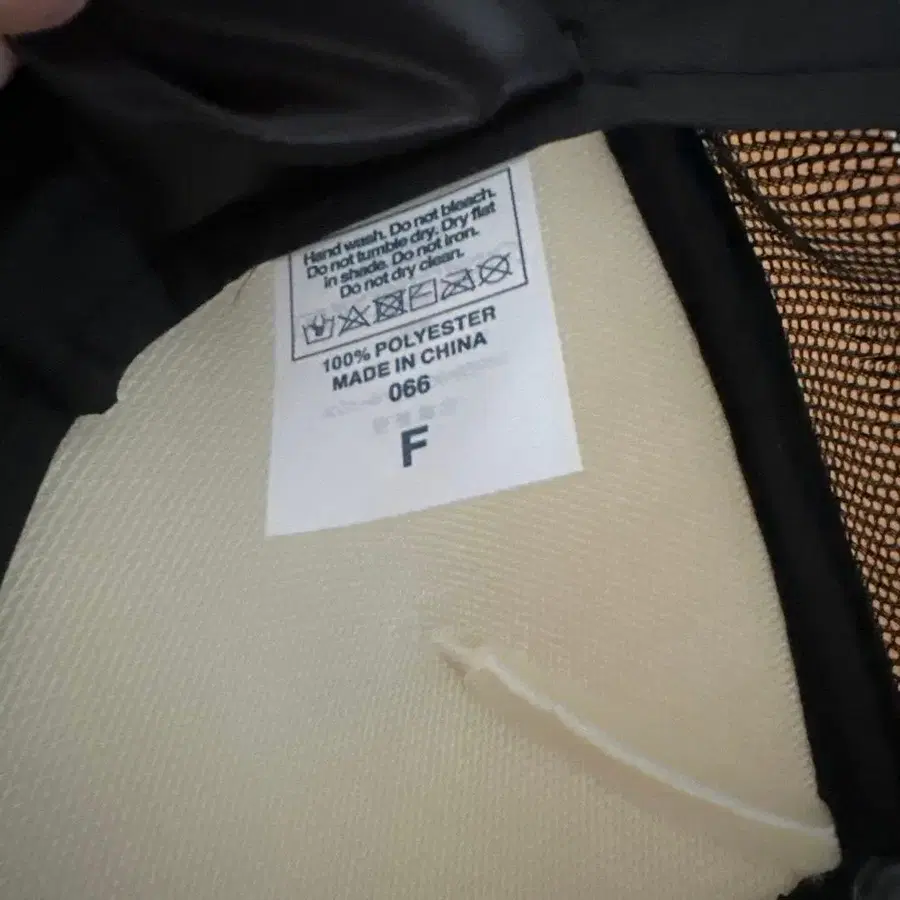 Hand wash. Do not bleach.
Do not tumble dry. Dry flat
in shade. Do not iron.
Do not dry clean.
100% POLYESTER
MADE IN CHINA
066
F